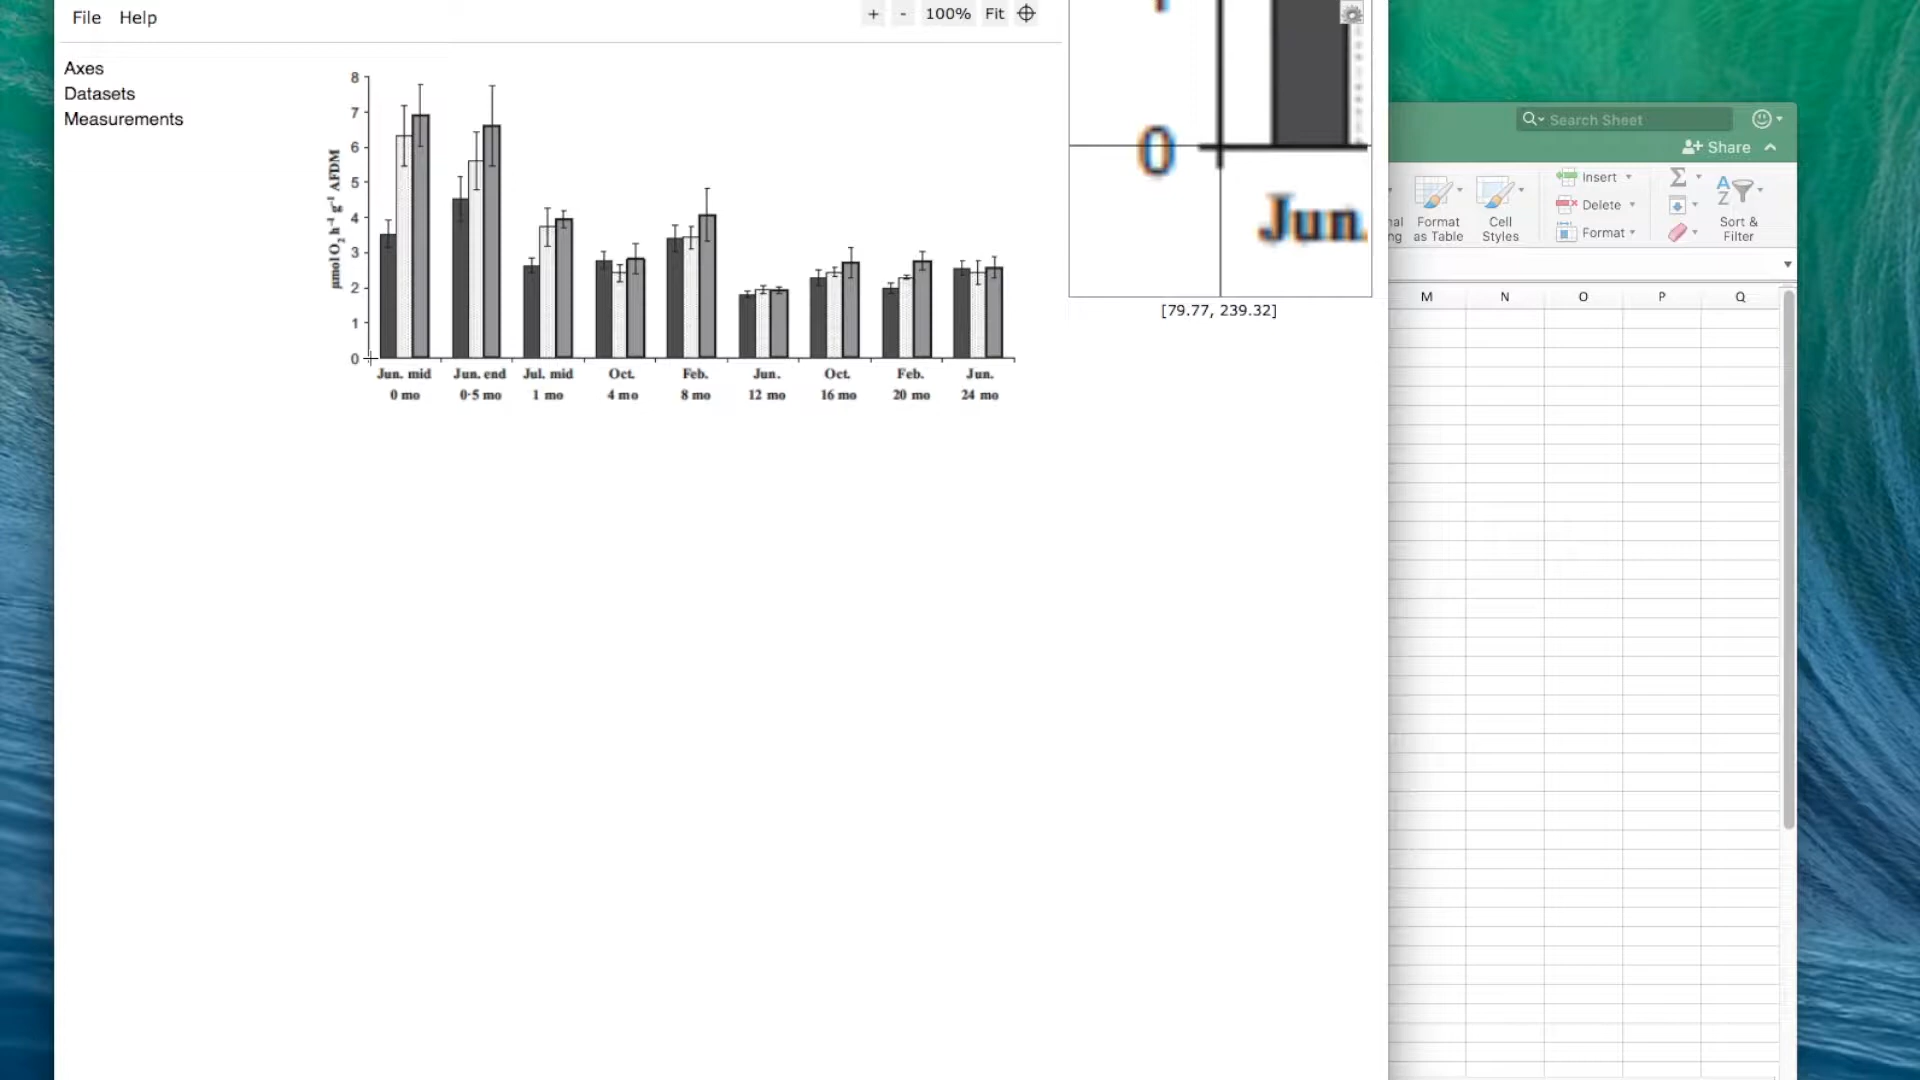 File Help
+ - 100% Fit
Axes
Datasets
Measurements
8
7
6
5
4
3
2
1
0
µmol O2 h-1 g-1 AFDM
Jun. mid Jun. end Jul. mid Oct. Feb. Jun. Oct. Feb. Jun.
0 mo 0·5 mo 1 mo 4 mo 8 mo 12 mo 16 mo 20 mo 24 mo
0
Jun.
[79.77, 239.32]
Search Sheet
Share
Insert
Delete
Format
Format as Table
Cell Styles
Sort & Filter
M N O P Q